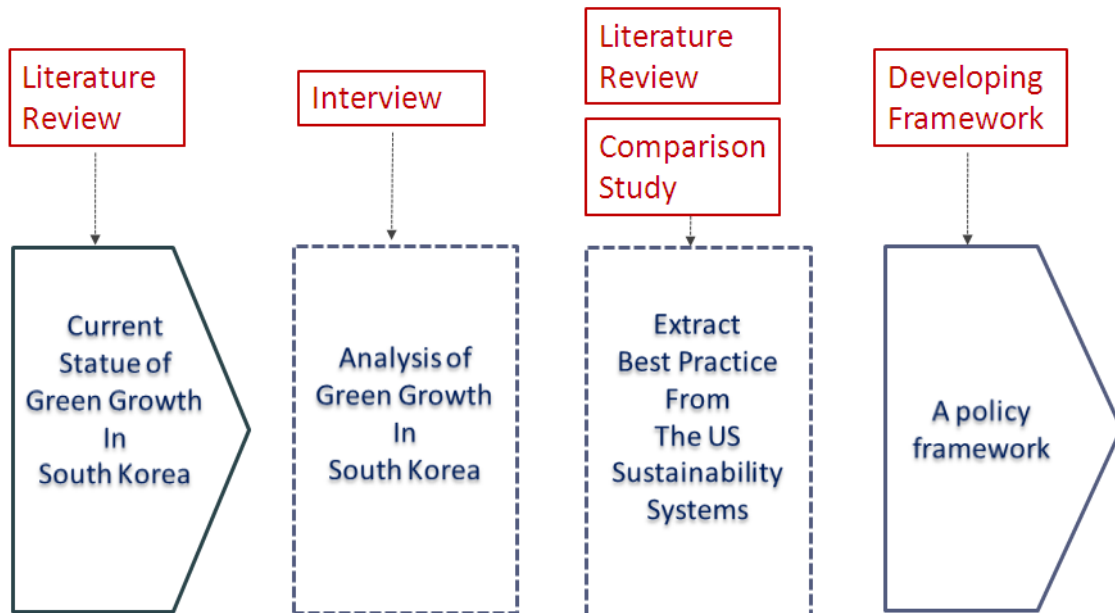 Literature
Review
Interview
Literature
Review
Comparison
Study
Developing
Framework
Current
Statue of
Green Growth
In
South Korea
Analysis of
Green Growth
In
South Korea
Extract
Best Practice
From
The US
Sustainability
Systems
A policy
framework